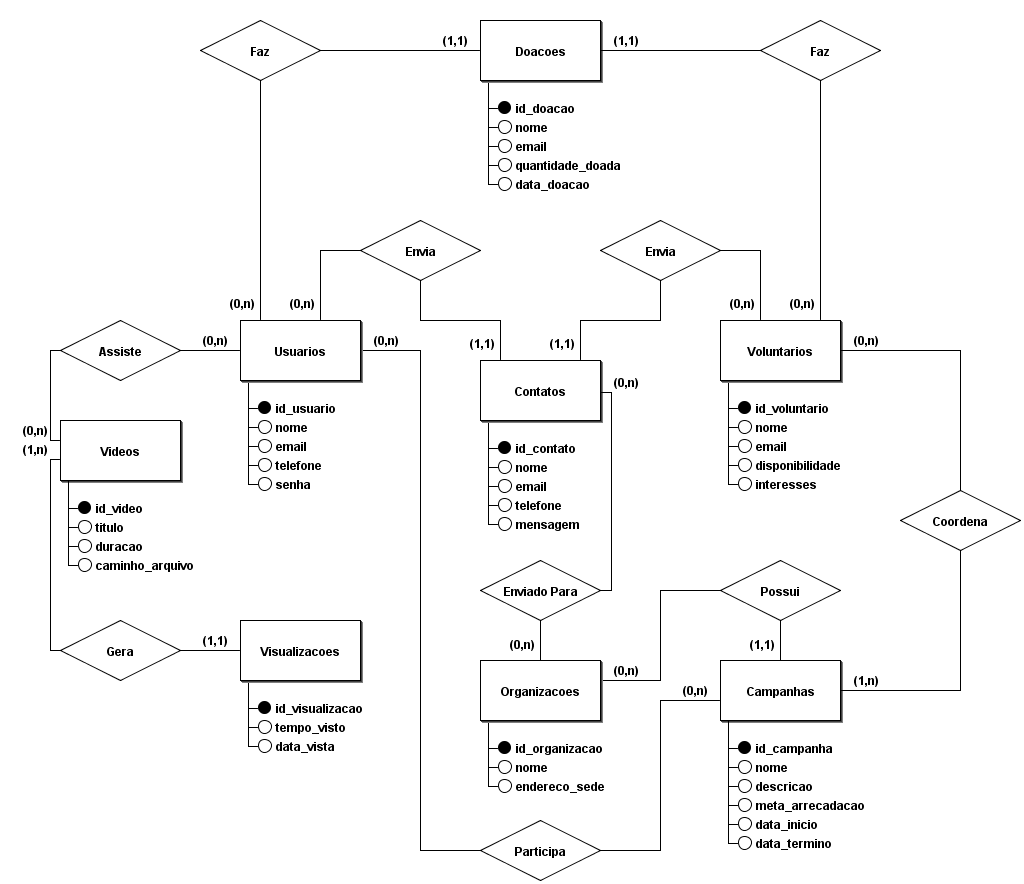 Faz
(1,1)
Doacoes
(1,1)
Faz
id_doacao
nome
email
quantidade_doada
data_doacao
Envia
Envia
(0,n)
(0,n)
(0,n)
(0,n)
Assiste
(0,n)
Usuarios
(0,n)
(1,1)
(1,1)
Voluntarios
(0,n)
Contatos
(0,n)
id_usuario
nome
email
telefone
senha
id_voluntario
nome
email
disponibilidade
interesses
(0,n)
(1,n)
Videos
id_contato
nome
email
telefone
mensagem
id_video
titulo
duracao
caminho_arquivo
Coordena
Enviado Para
Possui
Gera
(1,1)
Visualizacoes
(0,n)
(1,1)
(0,n)
Organizacoes
(0,n)
Campanhas
(1,n)
id_visualizacao
tempo_visto
data_vista
id_organizacao
nome
endereco_sede
id_campanha
nome
descricao
meta_arrecadacao
data_inicio
data_termino
Participa